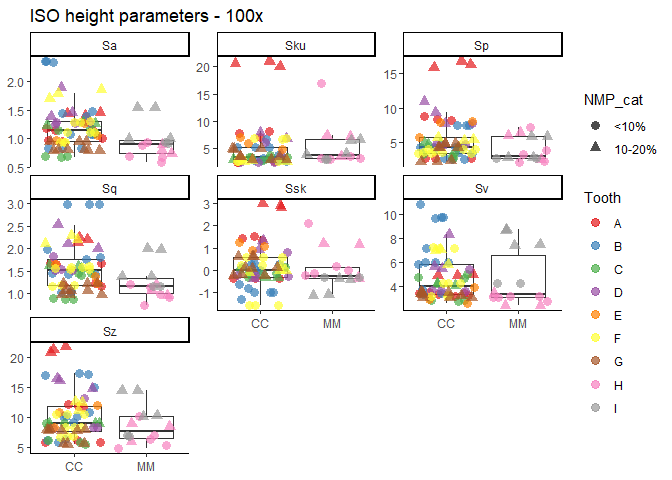 ISO height parameters - 100x
Sa
Sku
Sp
2.0
1.5
1.0
0.5
20
15
10
5
15
10
5
Sq
Ssk
Sv
3.0
2.5
2.0
1.5
1.0
3
2
1
0
-1
10
8
6
4
Sz
20
15
10
5
CC MM
CC MM
CC MM
NMP_cat
<10%
10-20%
Tooth
A
B
C
D
E
F
G
H
I